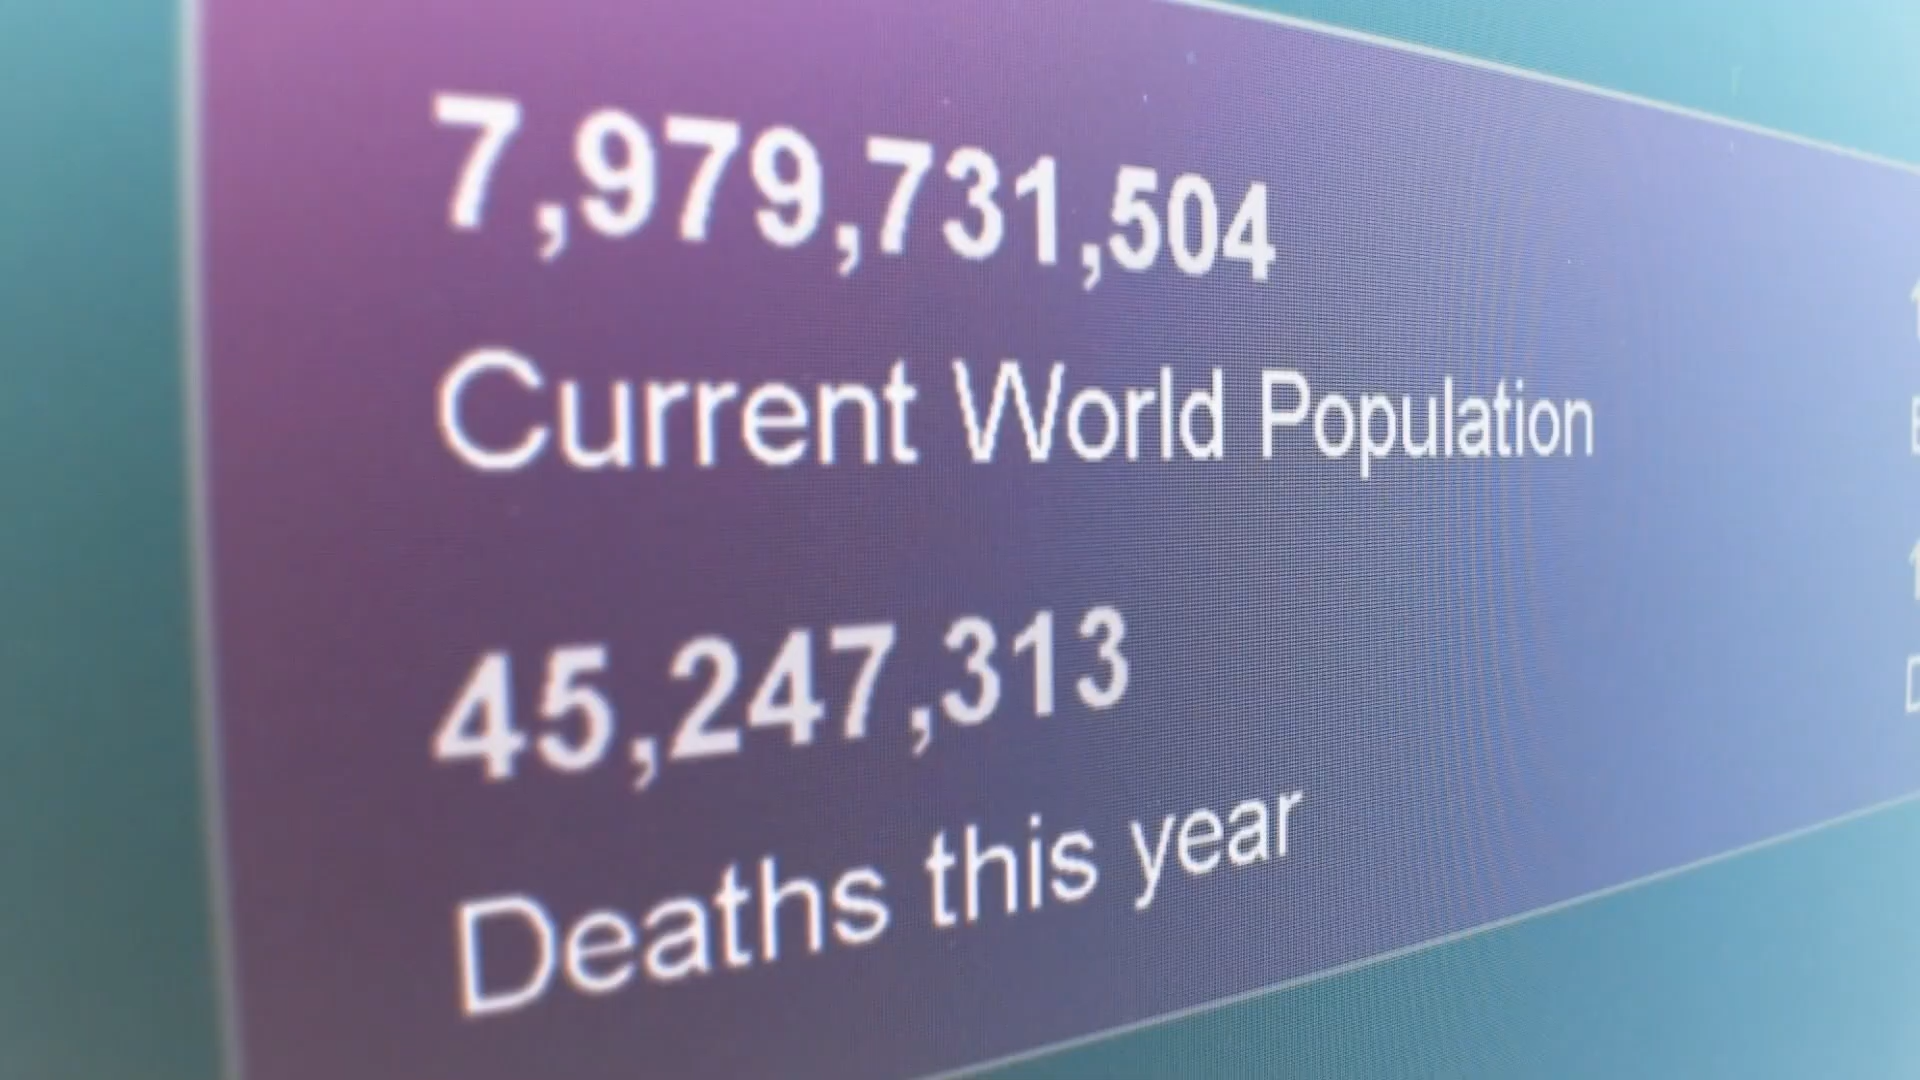 7,979,731,504
Current World Population
45,247,313
Deaths this year